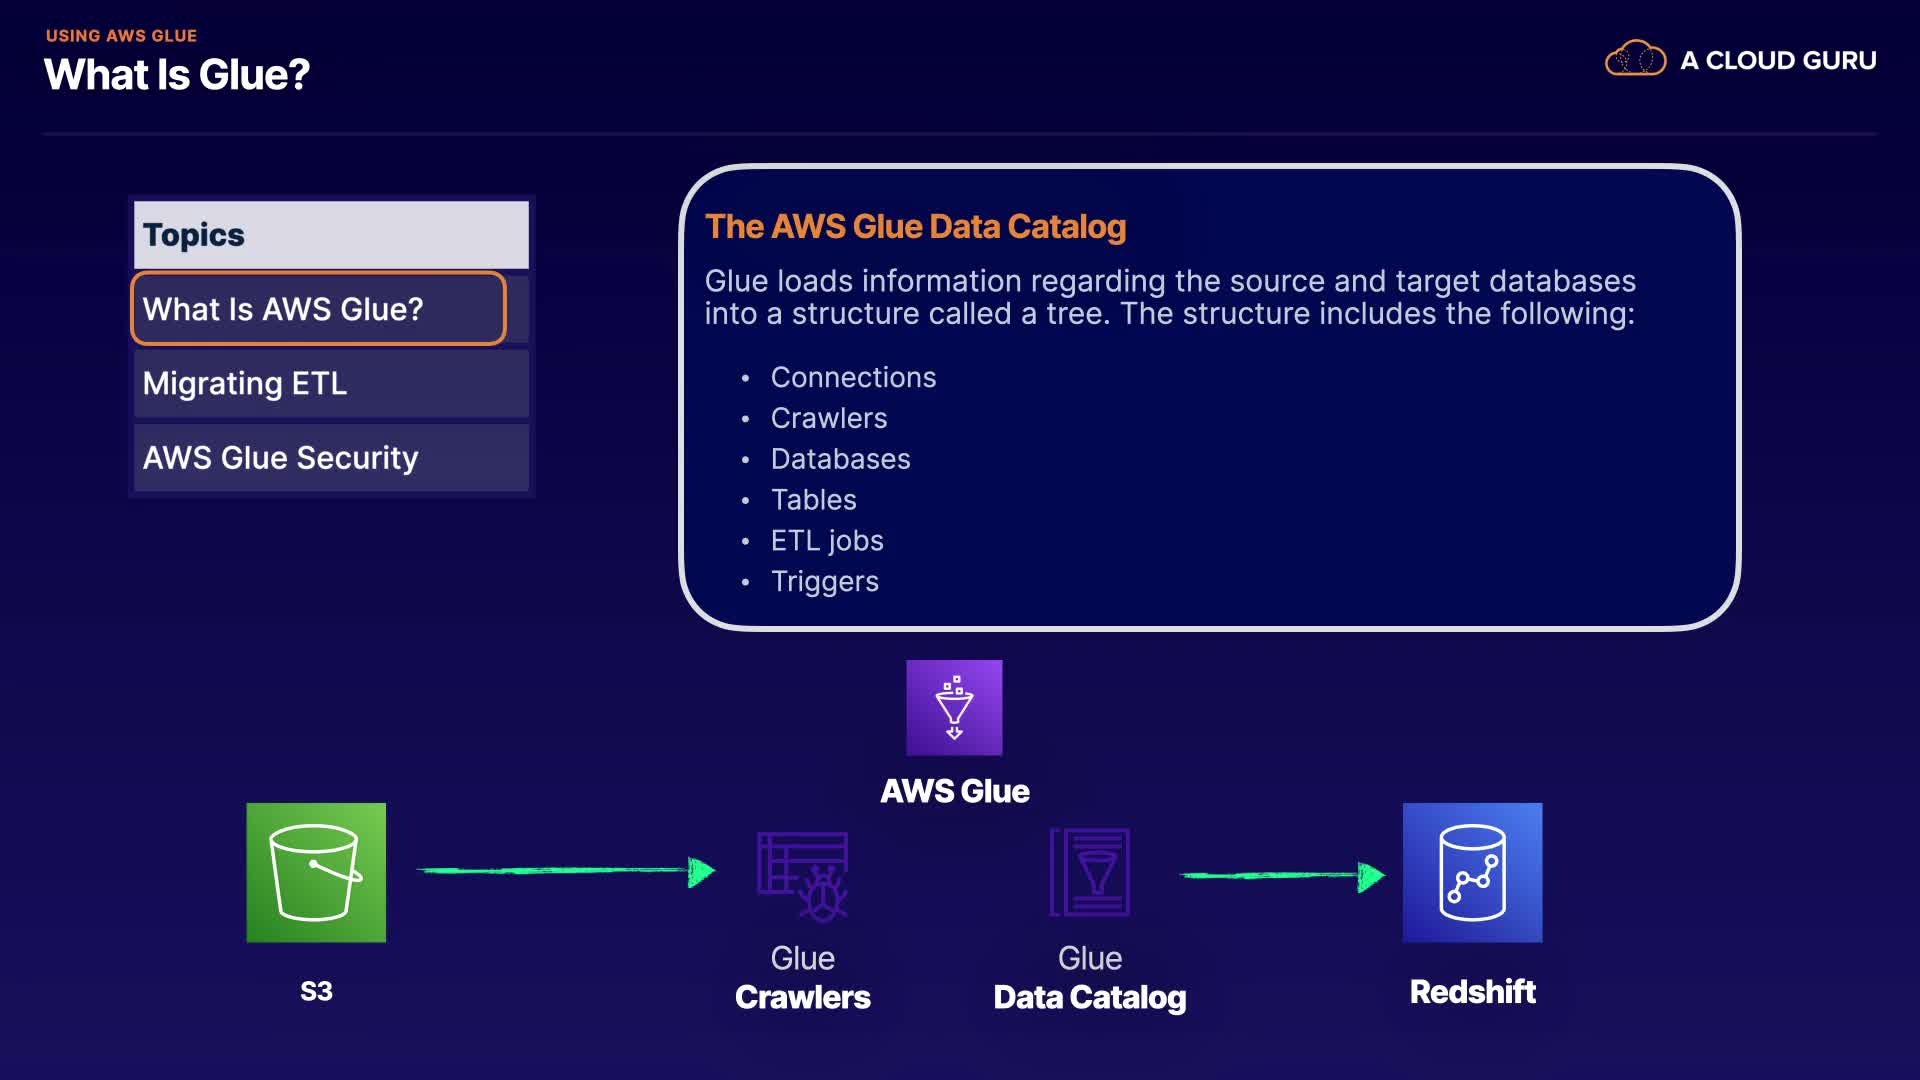 USING AWS GLUE
What Is Glue?
A CLOUD GURU
Topics
What Is AWS Glue?
Migrating ETL
AWS Glue Security
The AWS Glue Data Catalog
Glue loads information regarding the source and target databases
into a structure called a tree. The structure includes the following:
• Connections
• Crawlers
• Databases
• Tables
• ETL jobs
• Triggers
AWS Glue
S3
Glue
Crawlers
Glue
Data Catalog
Redshift